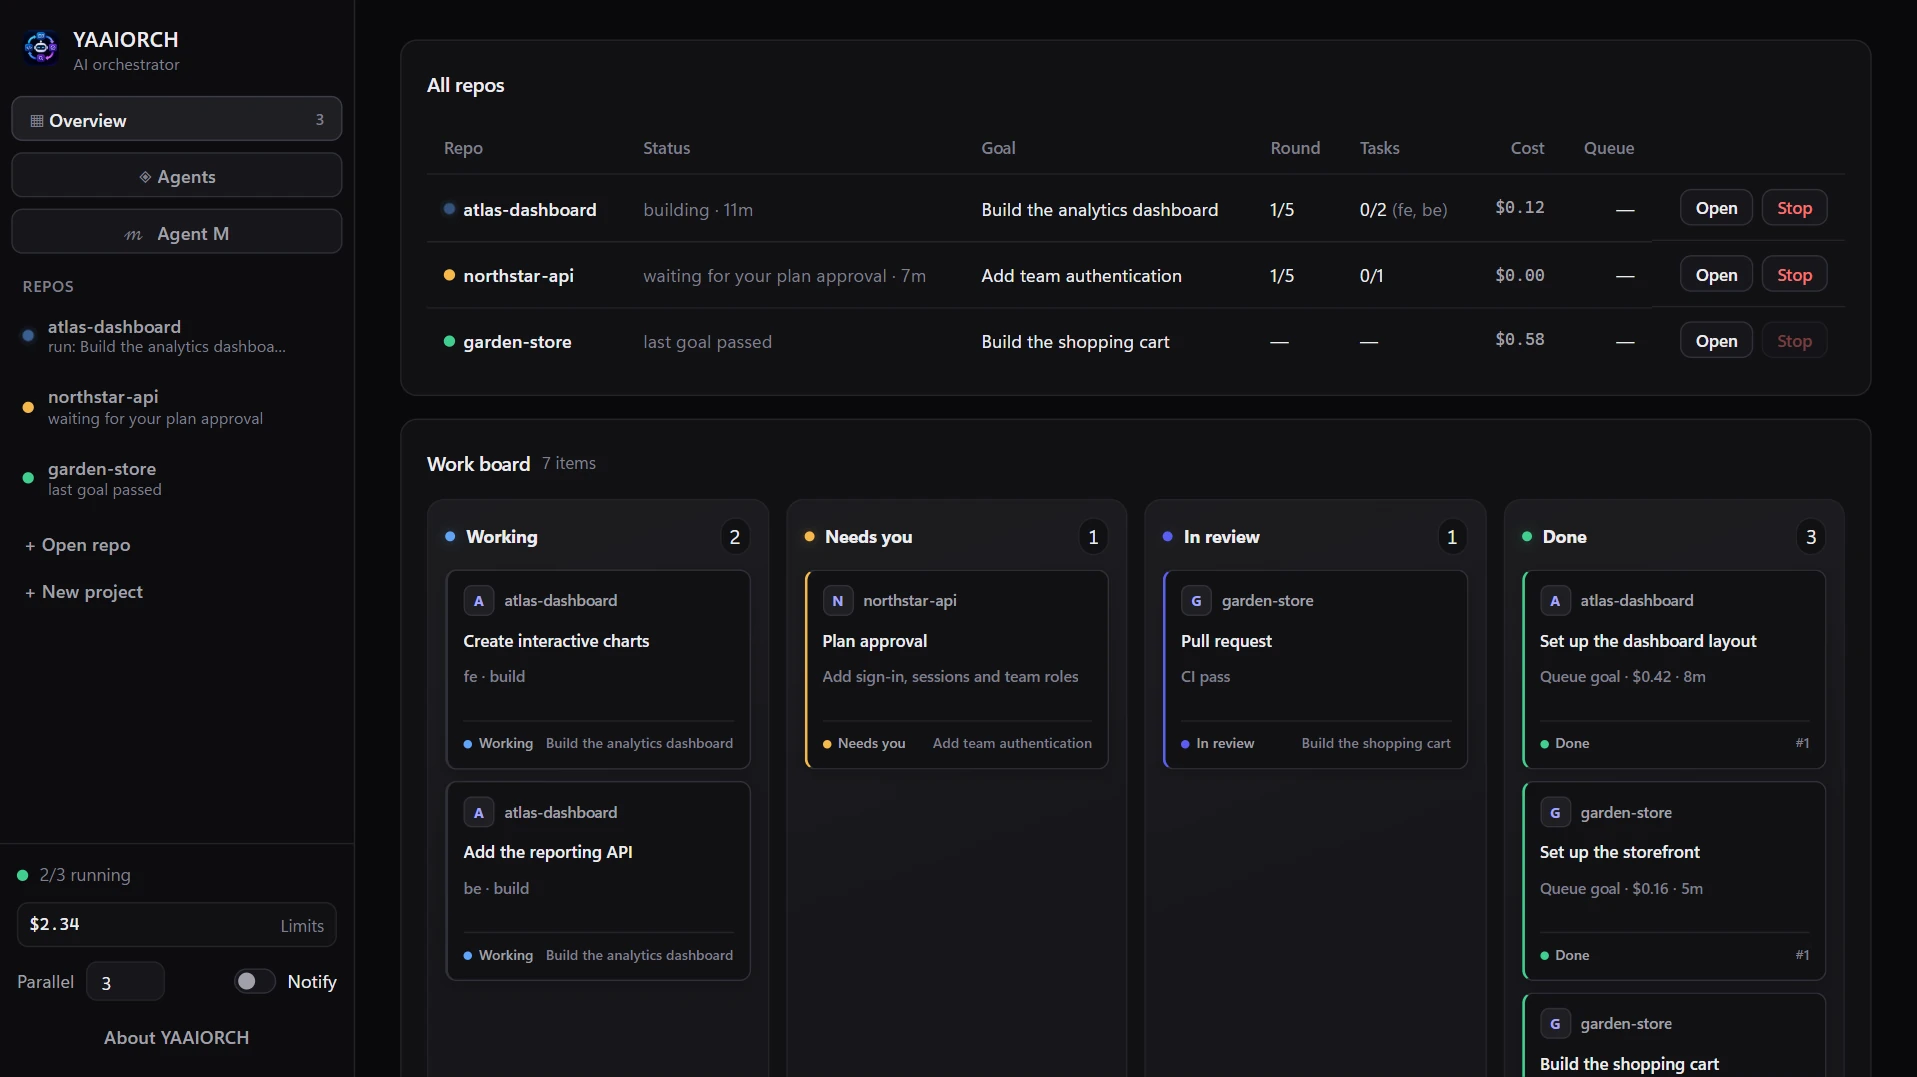 YAAIORCH
AI orchestrator
Overview 3
Agents
m Agent M
REPOS
atlas-dashboard
run: Build the analytics dashboa...
northstar-api
waiting for your plan approval
garden-store
last goal passed
+ Open repo
+ New project
2/3 running
$2.34 Limits
Parallel 3 Notify
About YAAIORCH
All repos
Repo Status Goal Round Tasks Cost Queue
atlas-dashboard building · 11m Build the analytics dashboard 1/5 0/2 (fe, be) $0.12 — Open Stop
northstar-api waiting for your plan approval · 7m Add team authentication 1/5 0/1 $0.00 — Open Stop
garden-store last goal passed Build the shopping cart — — $0.58 — Open Stop
Work board 7 items
Working 2
A atlas-dashboard
Create interactive charts
fe · build
Working Build the analytics dashboard
A atlas-dashboard
Add the reporting API
be · build
Working Build the analytics dashboard
Needs you 1
N northstar-api
Plan approval
Add sign-in, sessions and team roles
Needs you Add team authentication
In review 1
G garden-store
Pull request
CI pass
In review Build the shopping cart
Done 3
A atlas-dashboard
Set up the dashboard layout
Queue goal · $0.42 · 8m
Done #1
G garden-store
Set up the storefront
Queue goal · $0.16 · 5m
Done #1
G garden-store
Build the shopping cart